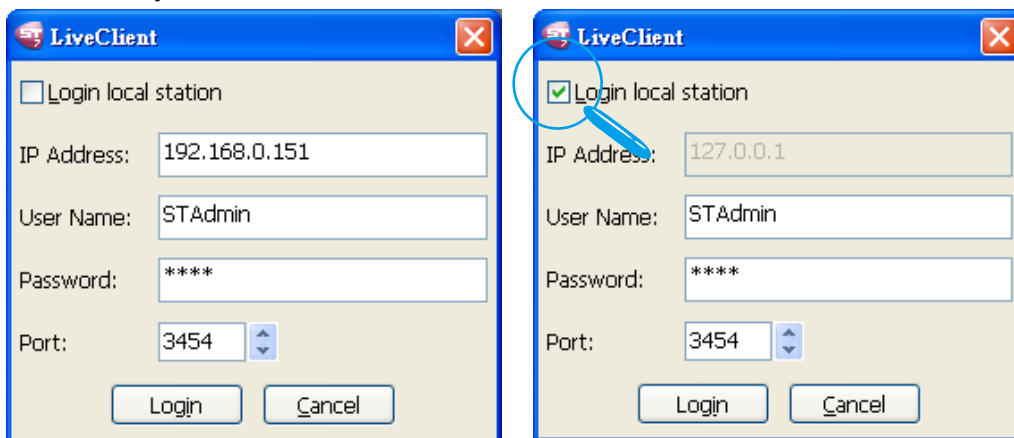 LiveClient
Login local station
IP Address: 192.168.0.151
User Name: STAdmin
Password: ****
Port: 3454
Login Cancel
LiveClient
Login local station
IP Address: 127.0.0.1
User Name: STAdmin
Password: ****
Port: 3454
Login Cancel